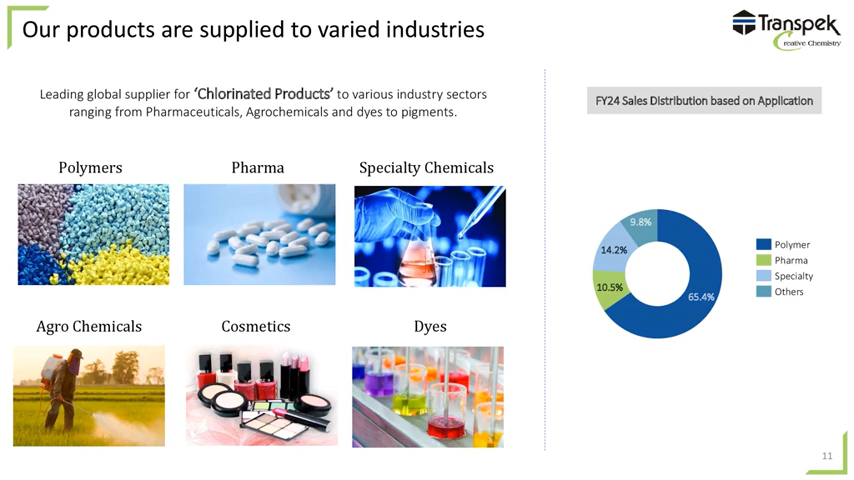 Our products are supplied to varied industries
Transpek
Creative Chemistry
Leading global supplier for ‘Chlorinated Products’ to various industry sectors
ranging from Pharmaceuticals, Agrochemicals and dyes to pigments.
Polymers
Pharma
Specialty Chemicals
Agro Chemicals
Cosmetics
Dyes
FY24 Sales Distribution based on Application
9.8%
14.2%
10.5%
65.4%
Polymer
Pharma
Specialty
Others
11